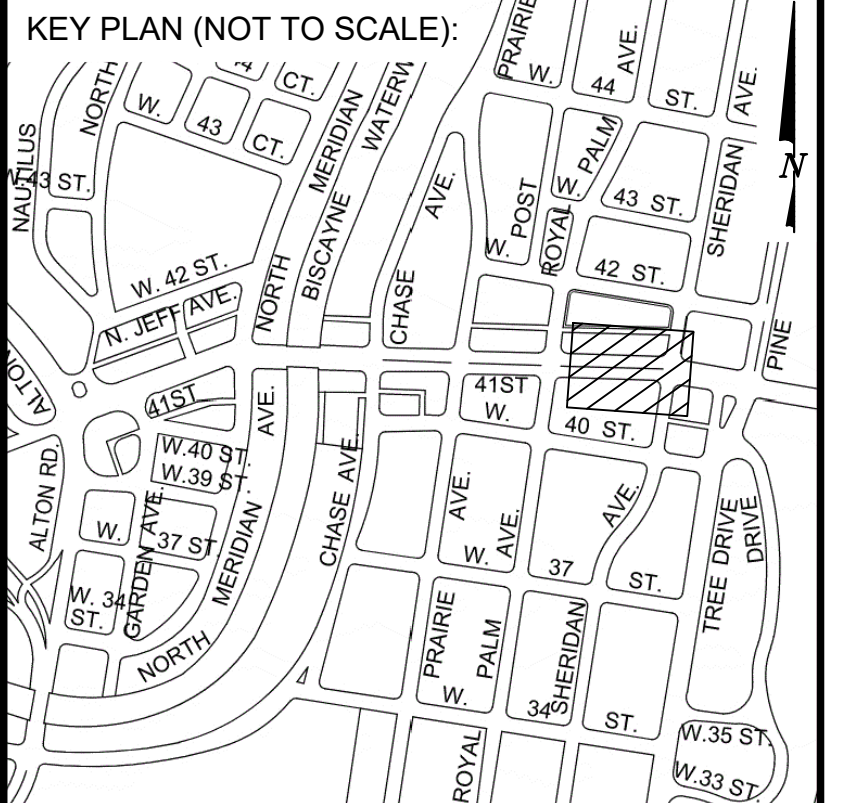 KEY PLAN (NOT TO SCALE):
PRAIRIE
W.
44
AVE.
ST.
AVE.
CT.
NORTH
W.
43
CT.
MERIDIAN
WATERW
NAUTILUS
W.43 ST.
W.
PALM
43 ST.
SHERIDAN
N
AVE.
POST
W.
ROYAL
42 ST.
BISCAYNE
NORTH
CHASE
W. 42 ST.
N. JEFF AVE.
PINE
ALTON
41ST
AVE.
41ST
W.
40 ST.
W.40 ST.
W.39 ST.
ALTON RD.
W.
GARDEN AVE.
37 ST.
MERIDIAN
CHASE AVE.
AVE.
W.
AVE.
37
AVE.
ST.
TREE DRIVE
DRIVE
W. 34
ST.
NORTH
PRAIRIE
W.
PALM
34
SHERIDAN
ST.
W.35 ST.
W.33 ST.
ROYAL